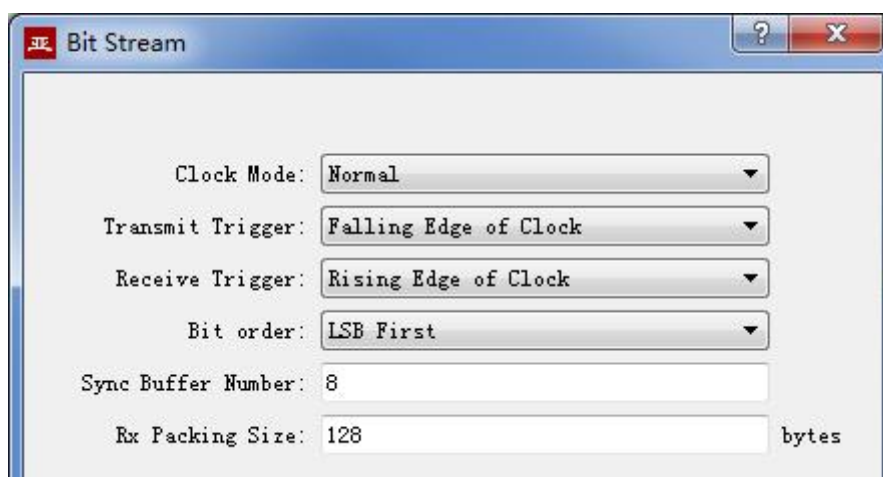 Bit Stream
Clock Mode: Normal
Transmit Trigger: Falling Edge of Clock
Receive Trigger: Rising Edge of Clock
Bit order: LSB First
Sync Buffer Number: 8
Rx Packing Size: 128 bytes